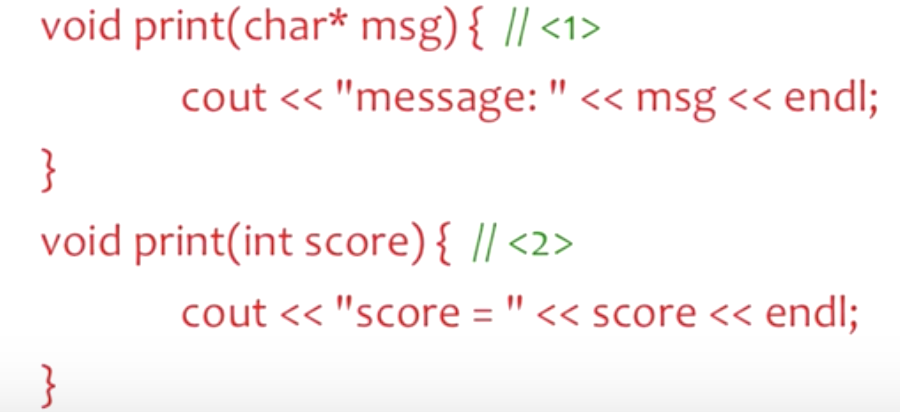 void print(char* msg) { // <1>
cout << "message: " << msg << endl;
}
void print(int score) { // <2>
cout << "score = " << score << endl;
}